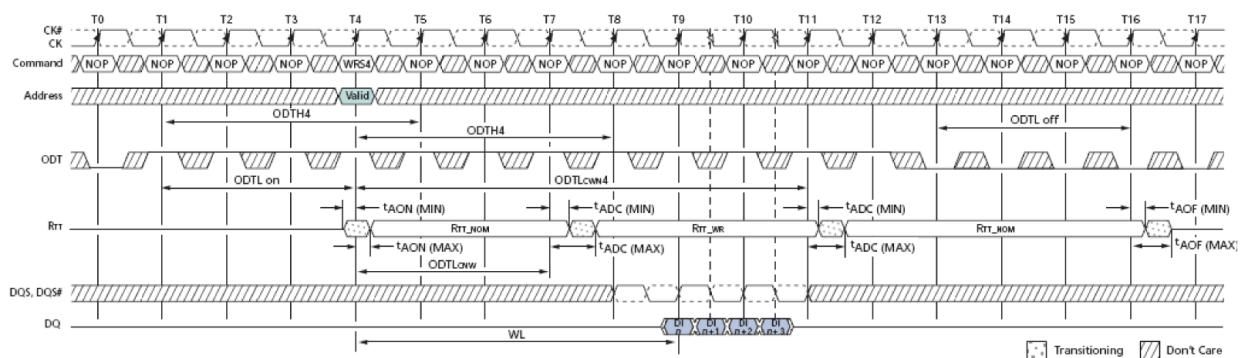 T0 T1 T2 T3 T4 T5 T6 T7 T8 T9 T10 T11 T12 T13 T14 T15 T16 T17
CK#
CK
Command NOP NOP NOP NOP WRS4 NOP NOP NOP NOP NOP NOP NOP NOP NOP NOP NOP NOP NOP
Address Valid
ODTH4 ODTL off
ODTH4
ODT
ODTL on ODTLCWN4
tAON (MIN) tADC (MIN) tADC (MIN) tAOF (MIN)
RTT RTT_NOM RTT_WR RTT_NOM
tAON (MAX) tADC (MAX) tADC (MAX) tAOF (MAX)
ODTLCNW
DQS, DQS#
DQ DI n DI n+1 DI n+2 DI n+3
WL
Transitioning Don't Care